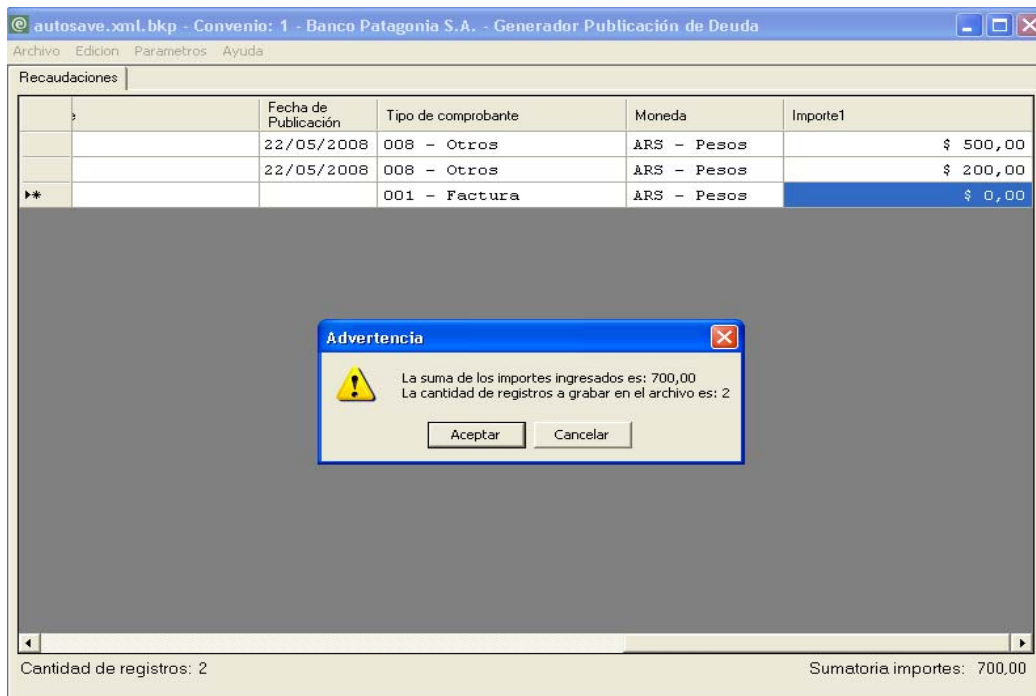 autosave.xml.bkp - Convenio: 1 - Banco Patagonia S.A. - Generador Publicación de Deuda
Archivo Edicion Parametros Ayuda
Recaudaciones
e Fecha de Publicación Tipo de comprobante Moneda Importe1
22/05/2008 008 - Otros ARS - Pesos $ 500,00
22/05/2008 008 - Otros ARS - Pesos $ 200,00
001 - Factura ARS - Pesos $ 0,00
Advertencia
La suma de los importes ingresados es: 700,00
La cantidad de registros a grabar en el archivo es: 2
Aceptar Cancelar
Cantidad de registros: 2 Sumatoria importes: 700,00